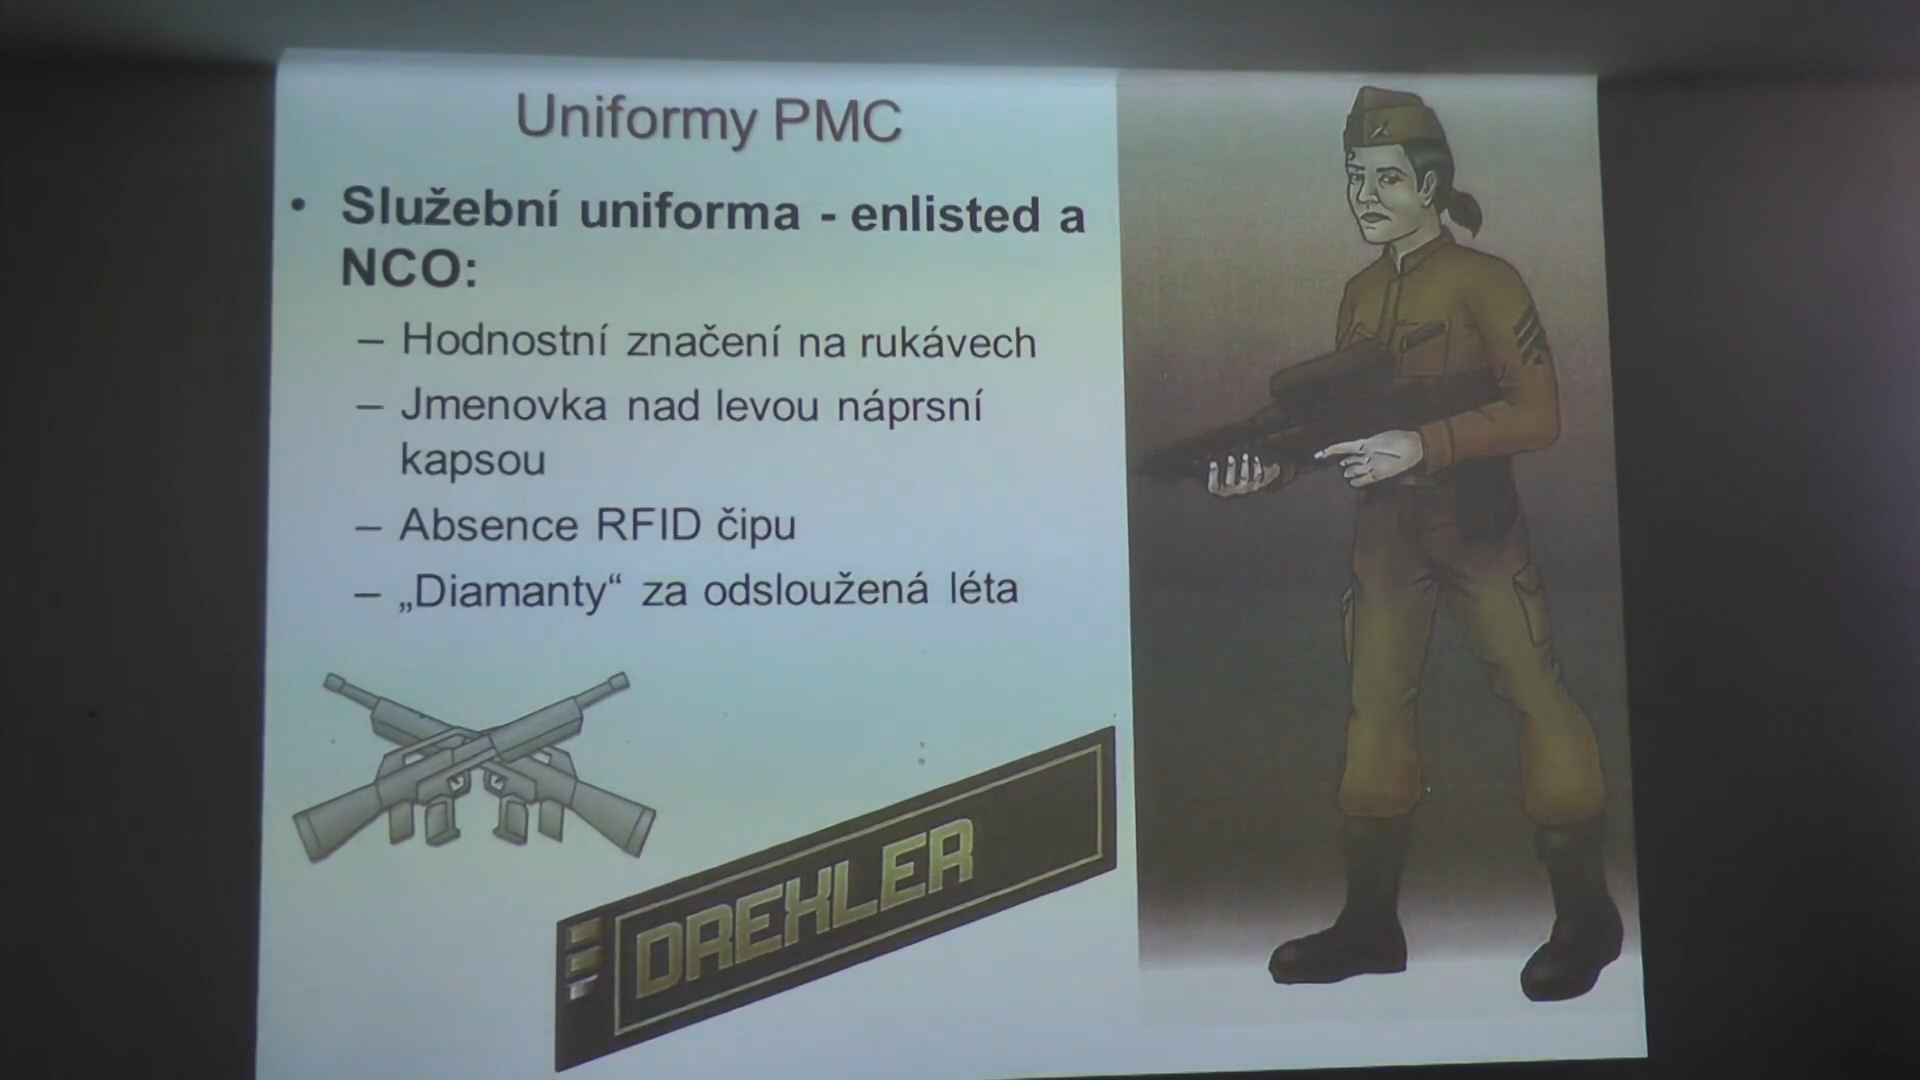 Uniformy PMC
• Služební uniforma - enlisted a
NCO:
– Hodnostní značení na rukávech
– Jmenovka nad levou náprsní
kapsou
– Absence RFID čipu
– „Diamanty“ za odsloužená léta
DREXLER